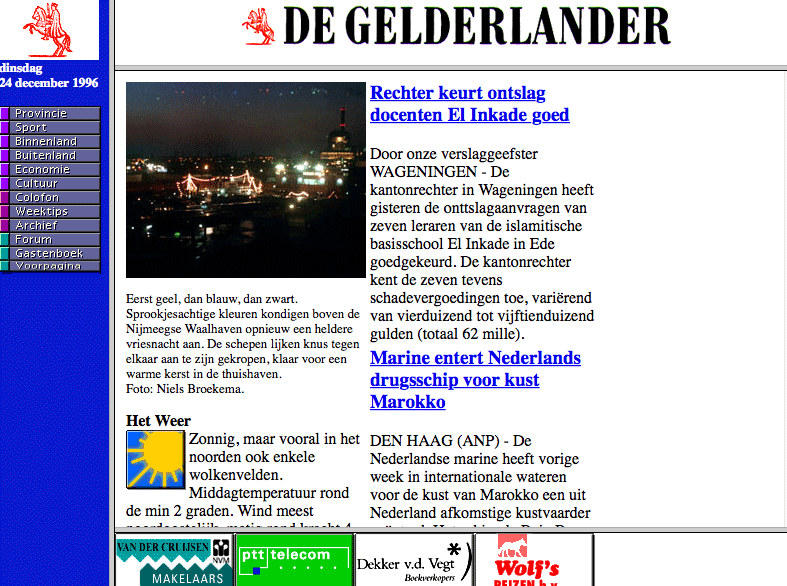 DE GELDERLANDER
dinsdag
24 december 1996
Provincie
Sport
Binnenland
Buitenland
Economie
Cultuur
Colofon
Weektips
Archief
Forum
Gastenboek
Voorpagina
Eerst geel, dan blauw, dan zwart.
Sprookjesachtige kleuren kondigen boven de
Nijmeegse Waalhaven opnieuw een heldere
vriesnacht aan. De schepen lijken knus tegen
elkaar aan te zijn gekropen, klaar voor een
warme kerst in de thuishaven.
Foto: Niels Broekema.
Het Weer
Zonnig, maar vooral in het
noorden ook enkele
wolkenvelden.
Middagtemperatuur rond
de min 2 graden. Wind meest
Rechter keurt ontslag
docenten El Inkade goed
Door onze verslaggeefster
WAGENINGEN - De
kantonrechter in Wageningen heeft
gisteren de onttslagaanvragen van
zeven leraren van de islamitische
basisschool El Inkade in Ede
goedgekeurd. De kantonrechter
kent de zeven tevens
schadevergoedingen toe, variërend
van vierduizend tot vijftienduizend
gulden (totaal 62 mille).
Marine entert Nederlands
drugsschip voor kust
Marokko
DEN HAAG (ANP) - De
Nederlandse marine heeft vorige
week in internationale wateren
voor de kust van Marokko een uit
Nederland afkomstige kustvaarder
VAN DER CRUIJSEN
NVM
MAKELAARS
ptt telecom
Dekker v.d. Vegt
Boekverkopers
Wolf's
REIZEN b.v.